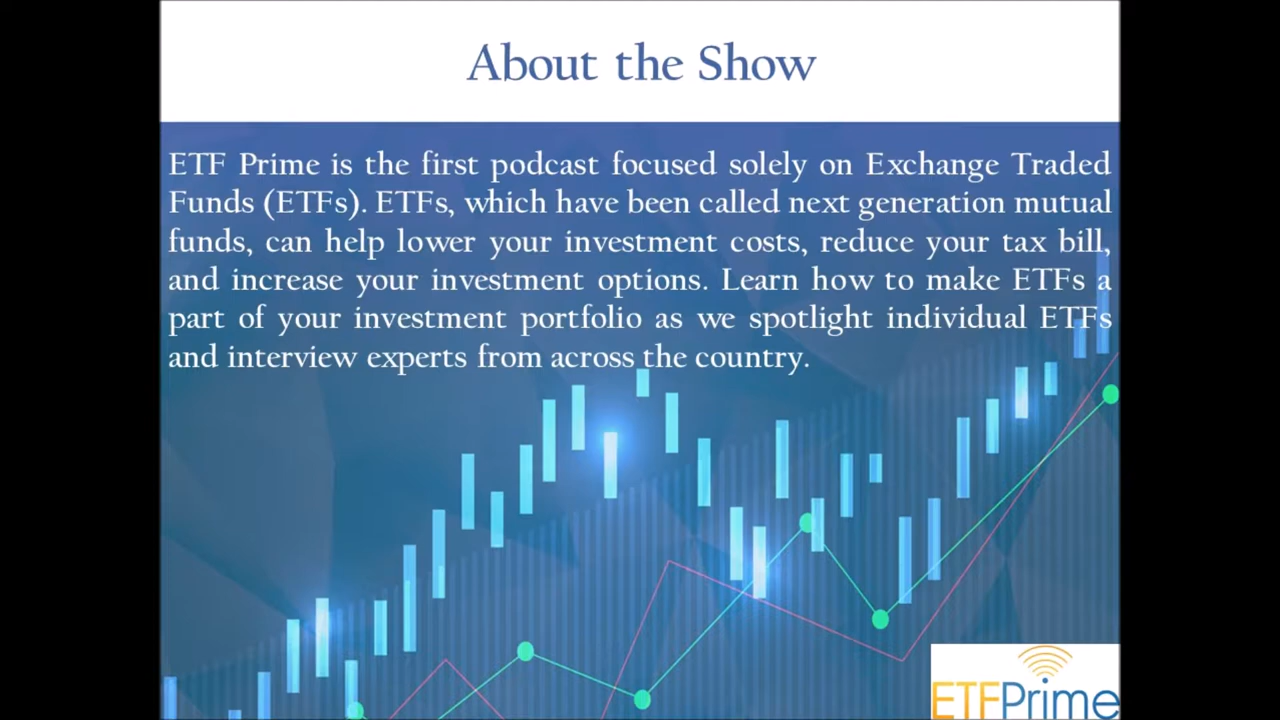 About the Show
ETF Prime is the first podcast focused solely on Exchange Traded
Funds (ETFs). ETFs, which have been called next generation mutual
funds, can help lower your investment costs, reduce your tax bill,
and increase your investment options. Learn how to make ETFs a
part of your investment portfolio as we spotlight individual ETFs
and interview experts from across the country.
ETFPrime